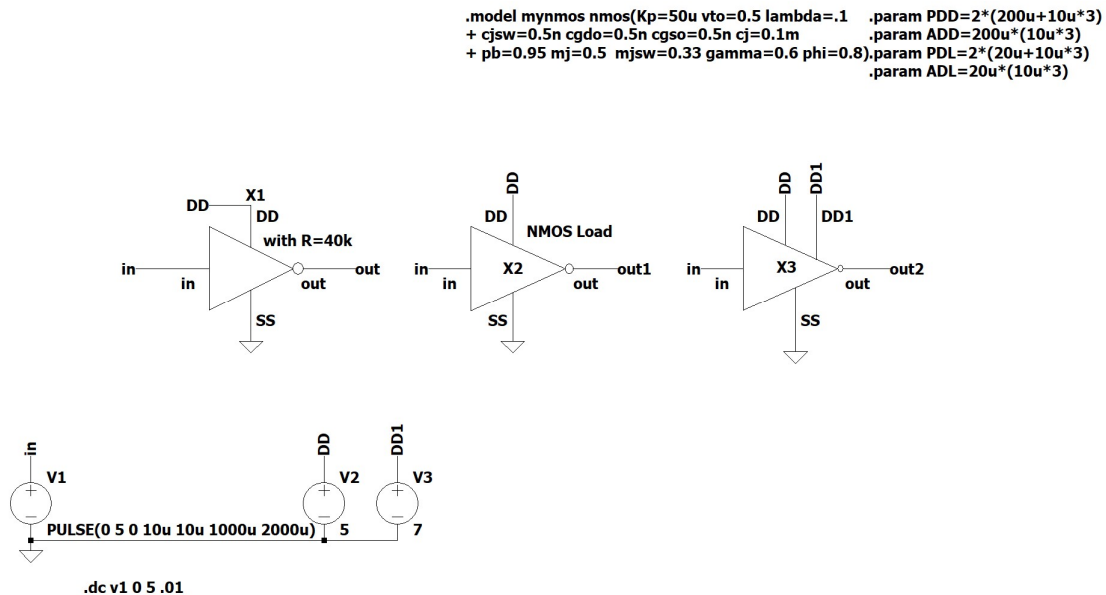 .model mynmos nmos(Kp=50u vto=0.5 lambda=.1
+ cjsw=0.5n cgdo=0.5n cgso=0.5n cj=0.1m
+ pb=0.95 mj=0.5 mjsw=0.33 gamma=0.6 phi=0.8)
.param PDD=2*(200u+10u*3)
.param ADD=200u*(10u*3)
.param PDL=2*(20u+10u*3)
.param ADL=20u*(10u*3)
X1
DD
DD
with R=40k
in
in
out
out
SS
DD
DD
NMOS Load
in
in
X2
out1
out
SS
DD
DD1
DD
DD1
in
in
X3
out2
out
SS
in
V1
PULSE(0 5 0 10u 10u 1000u 2000u)
DD
V2
5
DD1
V3
7
.dc v1 0 5 .01